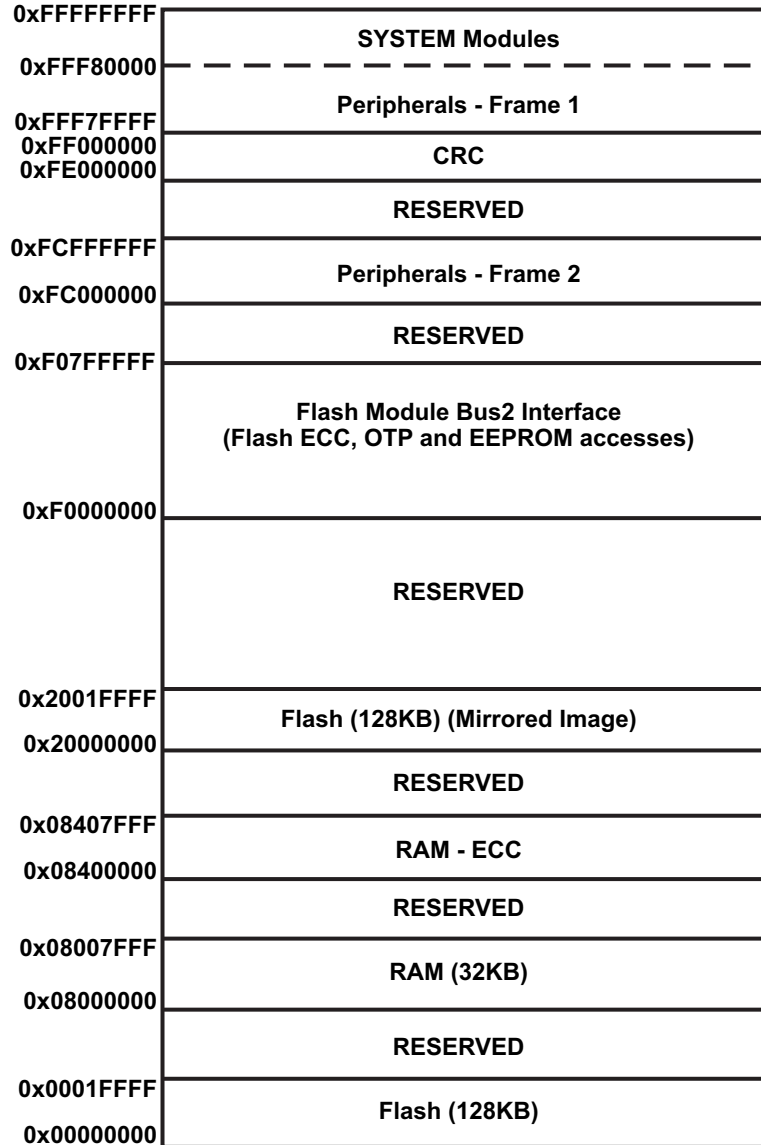 0xFFFFFFFF
SYSTEM Modules
0xFFF80000
Peripherals - Frame 1
0xFFF7FFFF
0xFF000000
CRC
0xFE000000
RESERVED
0xFCFFFFFF
Peripherals - Frame 2
0xFC000000
RESERVED
0xF07FFFFF
Flash Module Bus2 Interface
(Flash ECC, OTP and EEPROM accesses)
0xF0000000
RESERVED
0x2001FFFF
Flash (128KB) (Mirrored Image)
0x20000000
RESERVED
0x08407FFF
RAM - ECC
0x08400000
RESERVED
0x08007FFF
RAM (32KB)
0x08000000
RESERVED
0x0001FFFF
Flash (128KB)
0x00000000